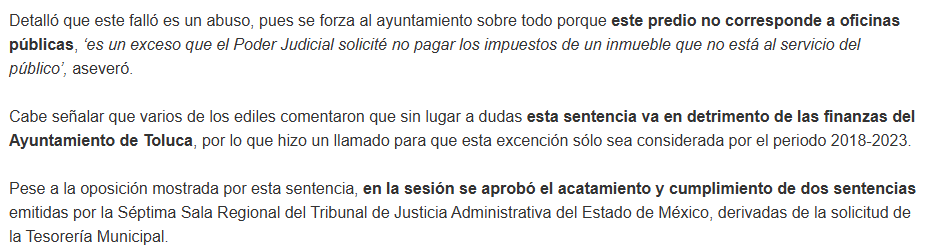 Detalló que este falló es un abuso, pues se forza al ayuntamiento sobre todo porque este predio no corresponde a oficinas
públicas, ‘es un exceso que el Poder Judicial solicité no pagar los impuestos de un inmueble que no está al servicio del
público’, aseveró.
Cabe señalar que varios de los ediles comentaron que sin lugar a dudas esta sentencia va en detrimento de las finanzas del
Ayuntamiento de Toluca, por lo que hizo un llamado para que esta excención sólo sea considerada por el periodo 2018-2023.
Pese a la oposición mostrada por esta sentencia, en la sesión se aprobó el acatamiento y cumplimiento de dos sentencias
emitidas por la Séptima Sala Regional del Tribunal de Justicia Administrativa del Estado de México, derivadas de la solicitud de
la Tesorería Municipal.